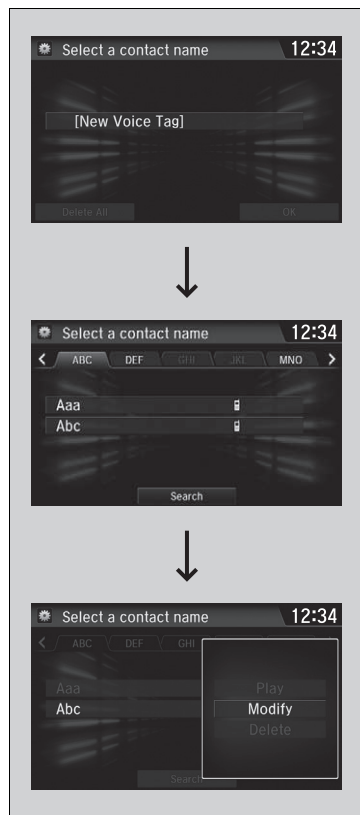 Select a contact name 12:34
[New Voice Tag]
Delete All OK
Select a contact name 12:34
ABC DEF GHI JKL MNO
Aaa
Abc
Search
Select a contact name 12:34
ABC DEF GHI
Aaa Play
Abc Modify
Delete
Search